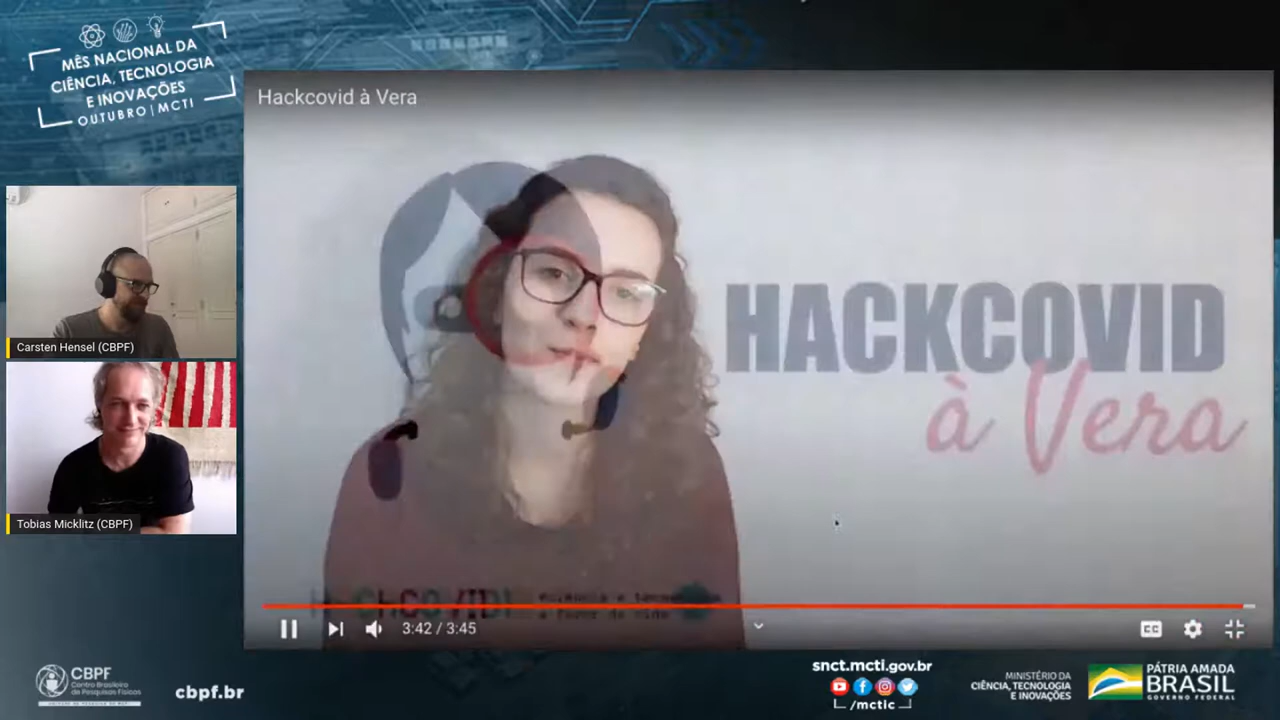 MÊS NACIONAL DA
CIÊNCIA, TECNOLOGIA
E INOVAÇÕES
OUTUBRO | MCTI
Hackcovid à Vera
HACKCOVID
à Vera
Carsten Hensel (CBPF)
Tobias Micklitz (CBPF)
3:42 / 3:45
CC
CBPF
Centro Brasileiro
de Pesquisas Físicas
cbpf.br
snct.mcti.gov.br
/mctic
MINISTÉRIO DA
CIÊNCIA, TECNOLOGIA
E INOVAÇÕES
PÁTRIA AMADA
BRASIL
GOVERNO FEDERAL